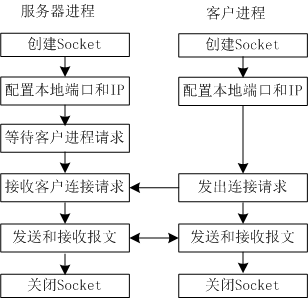 服务器进程
客户进程
创建Socket
创建Socket
配置本地端口和IP
配置本地端口和IP
等待客户进程请求
接收客户连接请求
发出连接请求
发送和接收报文
发送和接收报文
关闭Socket
关闭Socket